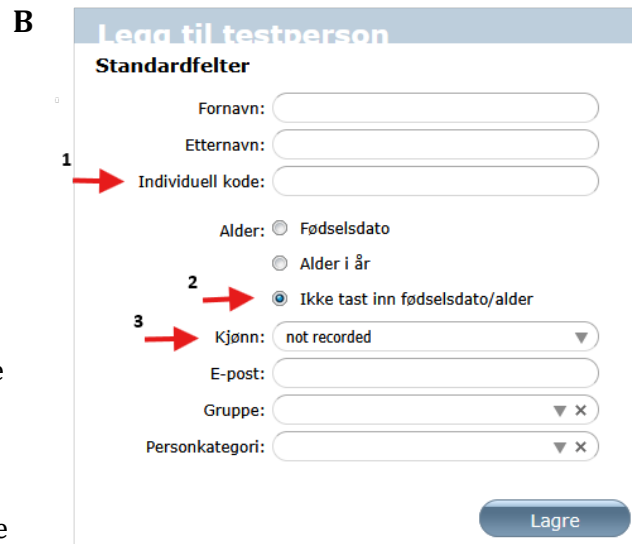 B
Legg til testperson
Standardfelter
0
Fornavn:
Etternavn:
1
Individuell kode:
Alder: Fødselsdato
Alder i år
2
Ikke tast inn fødselsdato/alder
3
Kjønn: not recorded
e
E-post:
Gruppe:
Personkategori:
e
Lagre